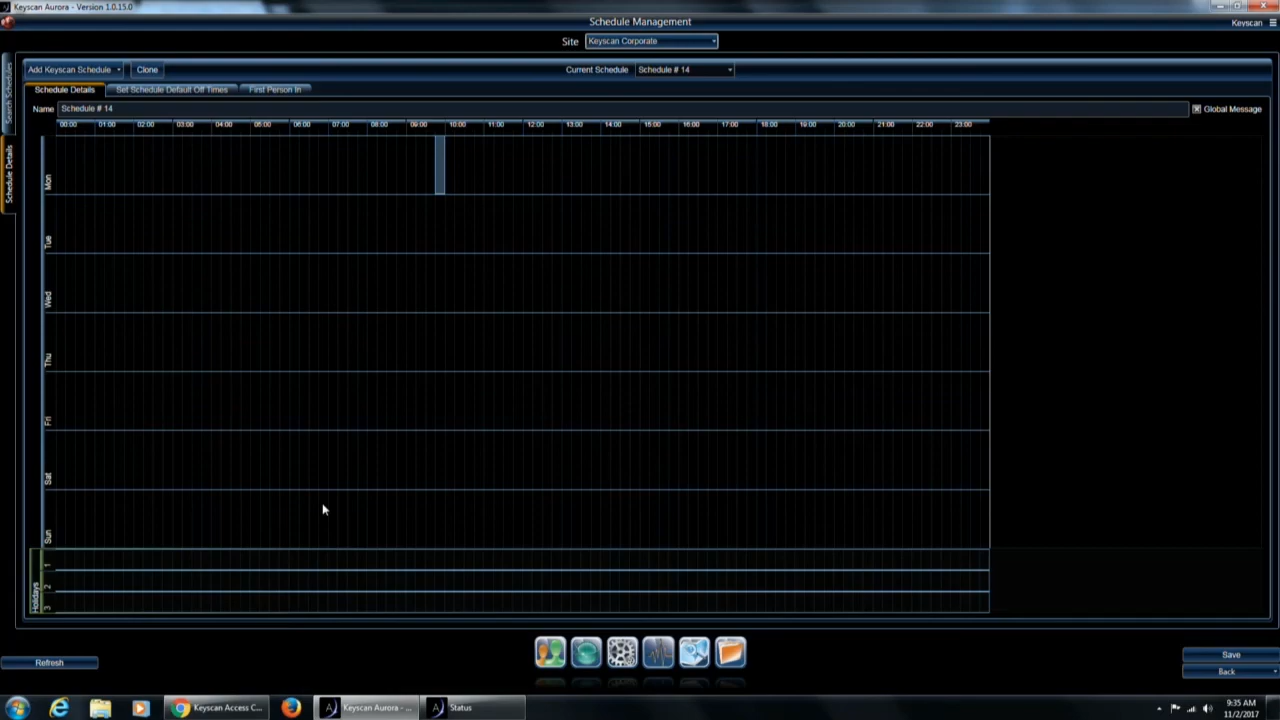 Keyscan Aurora - Version 1.0.15.0
Schedule Management
Keyscan
Site Keyscan Corporate
Search Schedules
Schedule Details
Add Keyscan Schedule Clone Current Schedule Schedule # 14
Schedule Details Set Schedule Default Off Times First Person In
Name Schedule # 14 Global Message
00:00 01:00 02:00 03:00 04:00 05:00 06:00 07:00 08:00 09:00 10:00 11:00 12:00 13:00 14:00 15:00 16:00 17:00 18:00 19:00 20:00 21:00 22:00 23:00
Mon
Tue
Wed
Thu
Fri
Sat
Sun
Holidays
1
2
3
Refresh
Save
Back
Keyscan Access C...
Keyscan Aurora - ...
Status
9:35 AM
11/2/2017